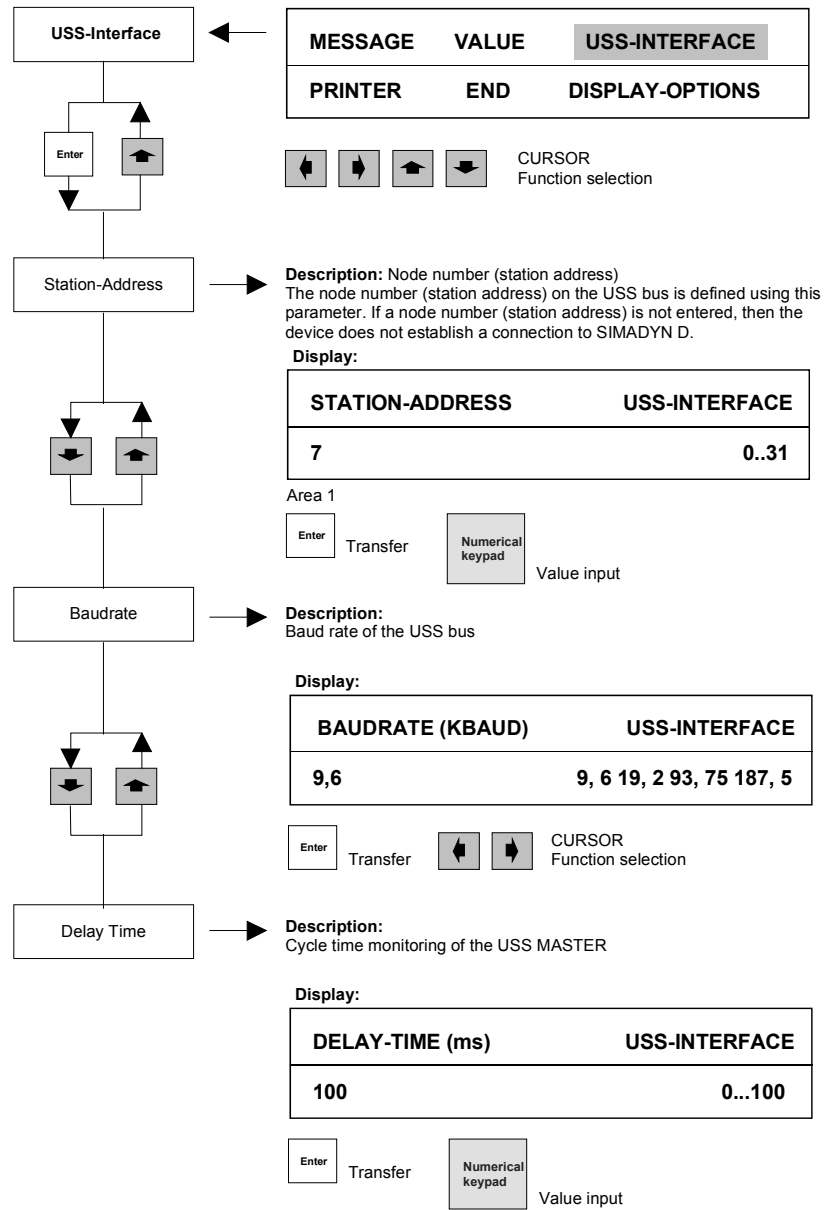 USS-Interface
MESSAGE VALUE USS-INTERFACE
PRINTER END DISPLAY-OPTIONS
Enter
CURSOR
Function selection
Station-Address
Description: Node number (station address)
The node number (station address) on the USS bus is defined using this
parameter. If a node number (station address) is not entered, then the
device does not establish a connection to SIMADYN D.
Display:
STATION-ADDRESS USS-INTERFACE
7 0..31
Area 1
Enter
Transfer
Numerical
keypad
Value input
Baudrate
Description:
Baud rate of the USS bus
Display:
BAUDRATE (KBAUD) USS-INTERFACE
9,6 9, 6 19, 2 93, 75 187, 5
Enter
Transfer
CURSOR
Function selection
Delay Time
Description:
Cycle time monitoring of the USS MASTER
Display:
DELAY-TIME (ms) USS-INTERFACE
100 0...100
Enter
Transfer
Numerical
keypad
Value input